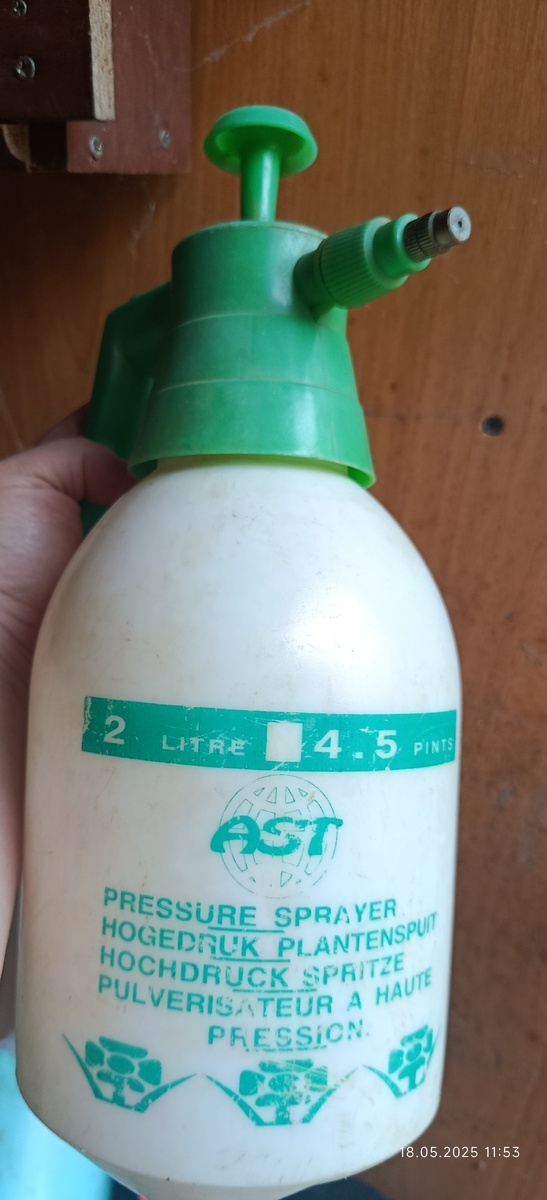 2 LITRE 4.5 PINTS
AST
PRESSURE SPRAYER
HOGEDRUK PLANTENSPUIT
HOCHDRUCK SPRITZE
PULVERISATEUR A HAUTE
PRESSION.
18.05.2025 11:53